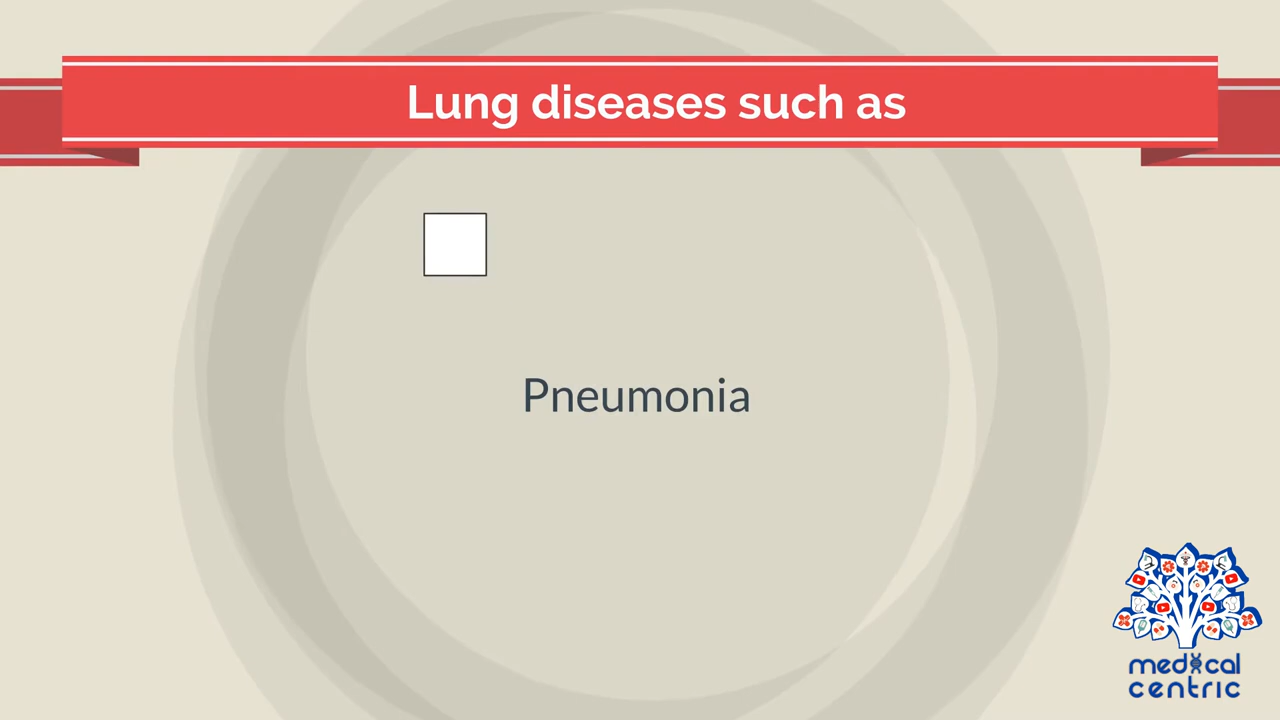 Lung diseases such as
Pneumonia
medical
centric